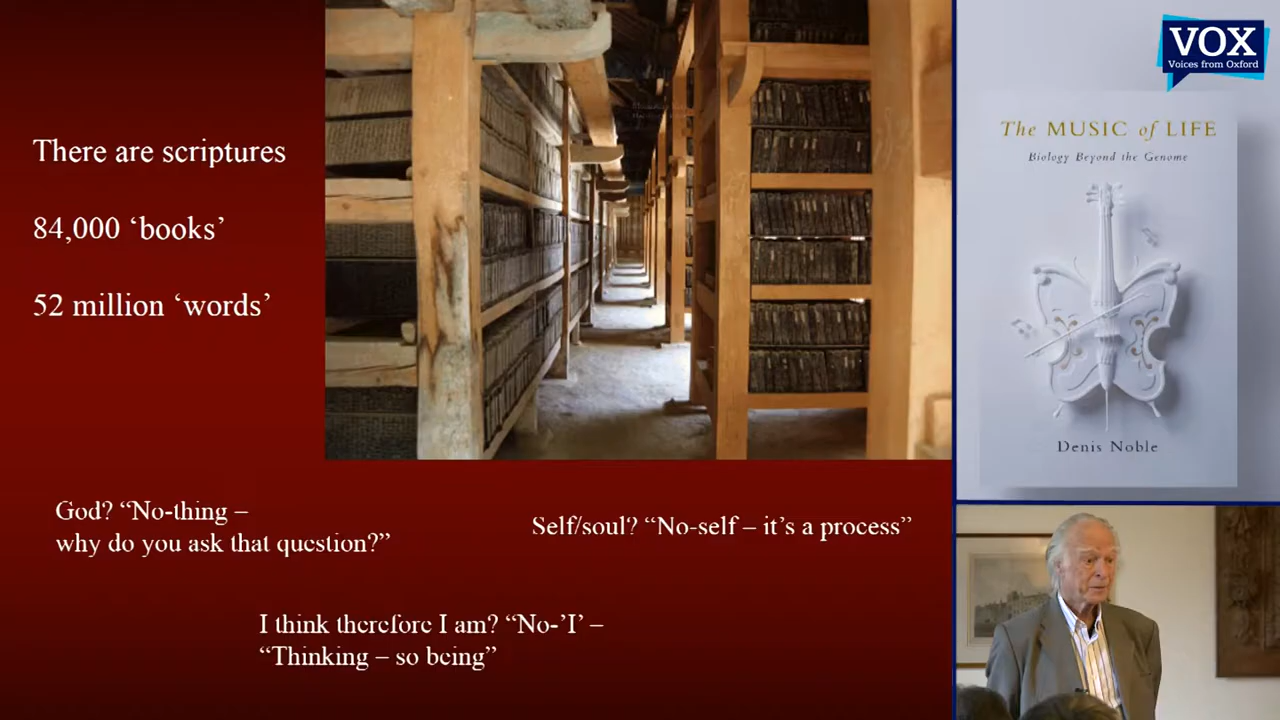 There are scriptures
84,000 ‘books’
52 million ‘words’
God? “No-thing –
why do you ask that question?”
Self/soul? “No-self – it’s a process”
I think therefore I am? “No-’I’ –
“Thinking – so being”
VOX
Voices from Oxford
The MUSIC of LIFE
Biology Beyond the Genome
Denis Noble